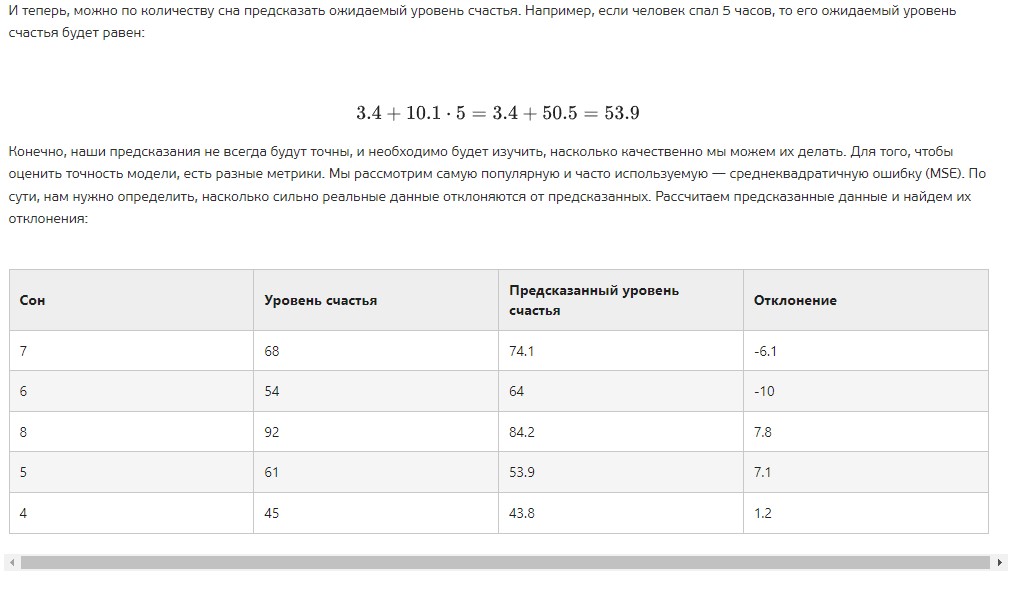 И теперь, можно по количеству сна предсказать ожидаемый уровень счастья. Например, если человек спал 5 часов, то его ожидаемый уровень
счастья будет равен:
3.4 + 10.1 · 5 = 3.4 + 50.5 = 53.9
Конечно, наши предсказания не всегда будут точны, и необходимо будет изучить, насколько качественно мы можем их делать. Для того, чтобы
оценить точность модели, есть разные метрики. Мы рассмотрим самую популярную и часто используемую — среднеквадратичную ошибку (MSE). По
сути, нам нужно определить, насколько сильно реальные данные отклоняются от предсказанных. Рассчитаем предсказанные данные и найдем их
отклонения:
Сон Уровень счастья Предсказанный уровень счастья Отклонение
7 68 74.1 -6.1
6 54 64 -10
8 92 84.2 7.8
5 61 53.9 7.1
4 45 43.8 1.2